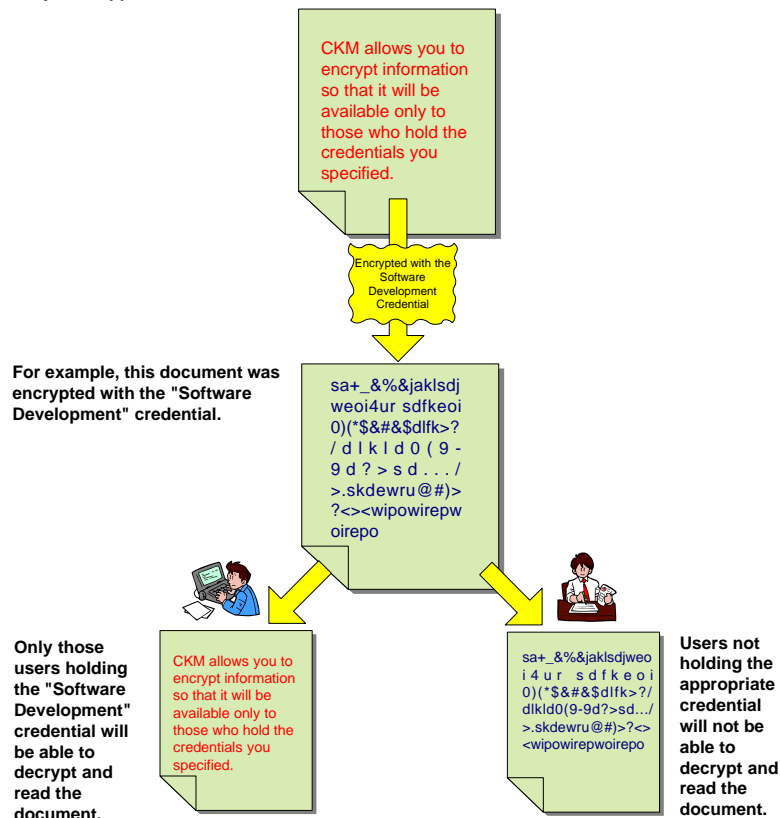 CKM allows you to
encrypt information
so that it will be
available only to
those who hold the
credentials you
specified.
Encrypted with the
Software
Development
Credential
For example, this document was
encrypted with the "Software
Development" credential.
sa+_&%&jaklsdj
weoi4ur sdfkeoi
0)(*$&#&$dlfk>?
/ d l k l d 0 ( 9 -
9 d ? > s d . . . /
>.skdewru@#)>
?<><wipowirepw
oirepo
Only those
users holding
the "Software
Development"
credential will
be able to
decrypt and
read the
document.
CKM allows you to
encrypt information
so that it will be
available only to
those who hold the
credentials you
specified.
sa+_&%&jaklsdjweo
i 4 u r s d f k e o i
0)(*$&#&$dlfk>?/
dlkld0(9-9d?>sd.../
>.skdewru@#)>?<>
<wipowirepwoirepo
Users not
holding the
appropriate
credential
will not be
able to
decrypt and
read the
document.